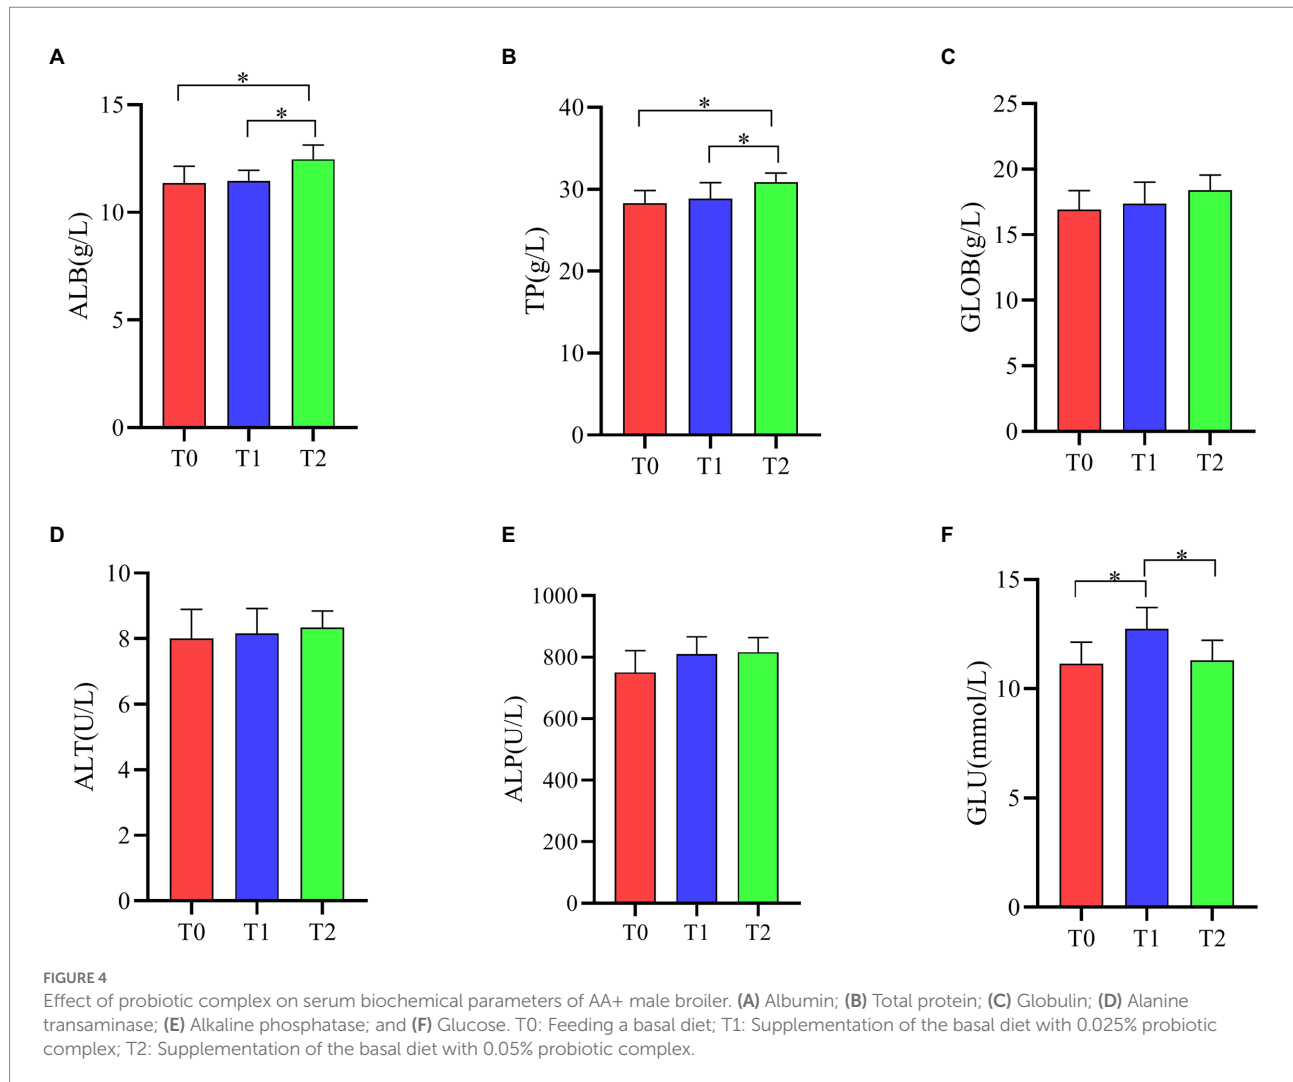 A
B
C
*
*
15
10
5
0
ALB(g/L)
T0 T1 T2
*
*
40
30
20
10
0
TP(g/L)
T0 T1 T2
25
20
15
10
5
0
GLOB(g/L)
T0 T1 T2
D
E
F
10
8
6
4
2
0
ALT(U/L)
T0 T1 T2
1000
800
600
400
200
0
ALP(U/L)
T0 T1 T2
*
*
15
10
5
0
GLU(mmol/L)
T0 T1 T2
FIGURE 4
Effect of probiotic complex on serum biochemical parameters of AA+ male broiler. (A) Albumin; (B) Total protein; (C) Globulin; (D) Alanine
transaminase; (E) Alkaline phosphatase; and (F) Glucose. T0: Feeding a basal diet; T1: Supplementation of the basal diet with 0.025% probiotic
complex; T2: Supplementation of the basal diet with 0.05% probiotic complex.